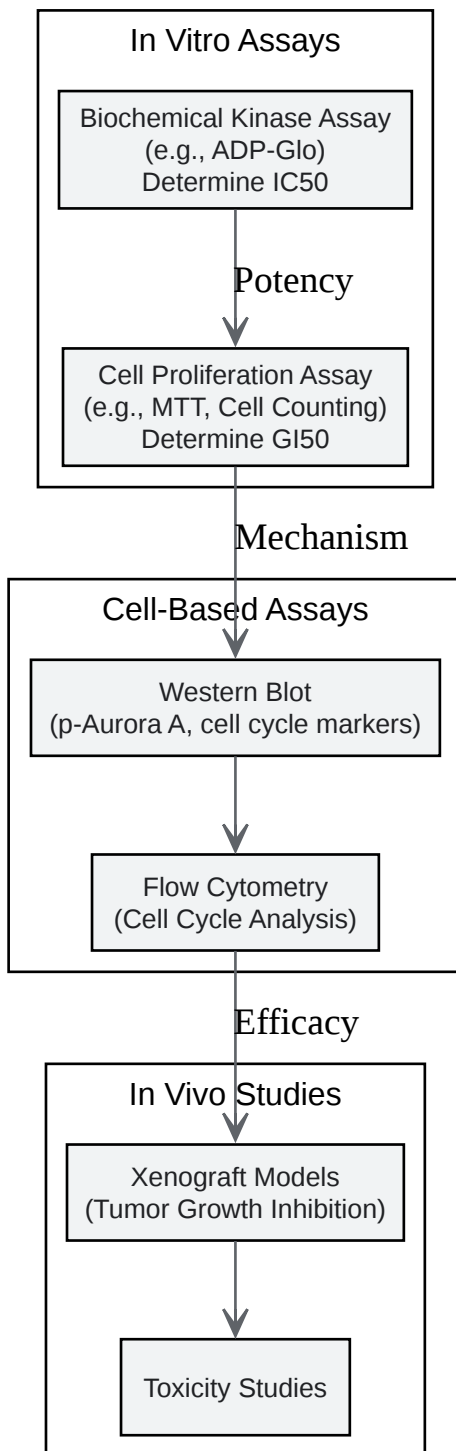 In Vitro Assays
Biochemical Kinase Assay
(e.g., ADP-Glo)
Determine IC50
Potency
Cell Proliferation Assay
(e.g., MTT, Cell Counting)
Determine GI50
Mechanism
Cell-Based Assays
Western Blot
(p-Aurora A, cell cycle markers)
Flow Cytometry
(Cell Cycle Analysis)
Efficacy
In Vivo Studies
Xenograft Models
(Tumor Growth Inhibition)
Toxicity Studies